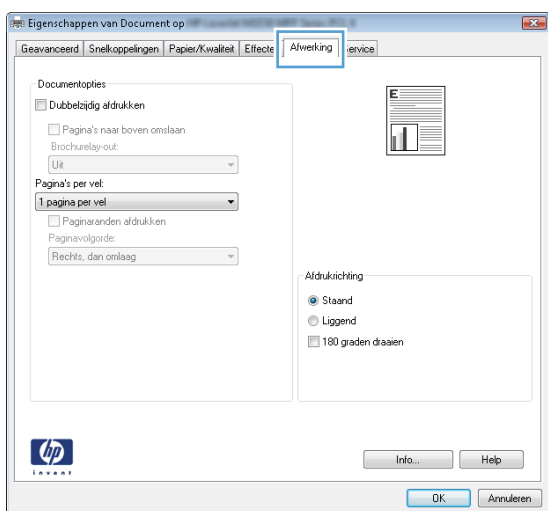 Eigenschappen van Document op
Geavanceerd Snelkoppelingen Papier/Kwaliteit Effecte Afwerking ervice
Documentopties
Dubbelzijdig afdrukken
Pagina's naar boven omslaan
Brochurelay-out:
Uit
Pagina's per vel:
1 pagina per vel
Paginaranden afdrukken
Paginavolgorde:
Rechts, dan omlaag
E
Afdrukrichting
Staand
Liggend
180 graden draaien
hp
invent
Info... Help
OK Annuleren